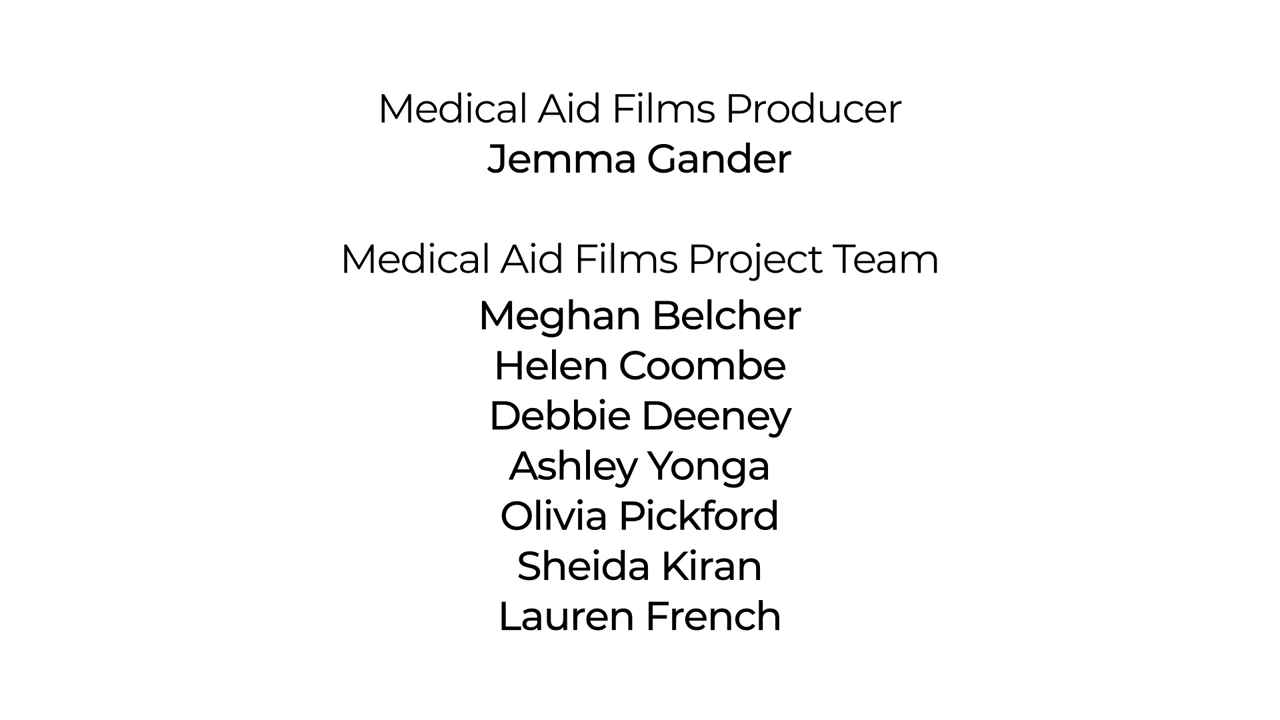 Medical Aid Films Producer
Jemma Gander
Medical Aid Films Project Team
Meghan Belcher
Helen Coombe
Debbie Deeney
Ashley Yonga
Olivia Pickford
Sheida Kiran
Lauren French